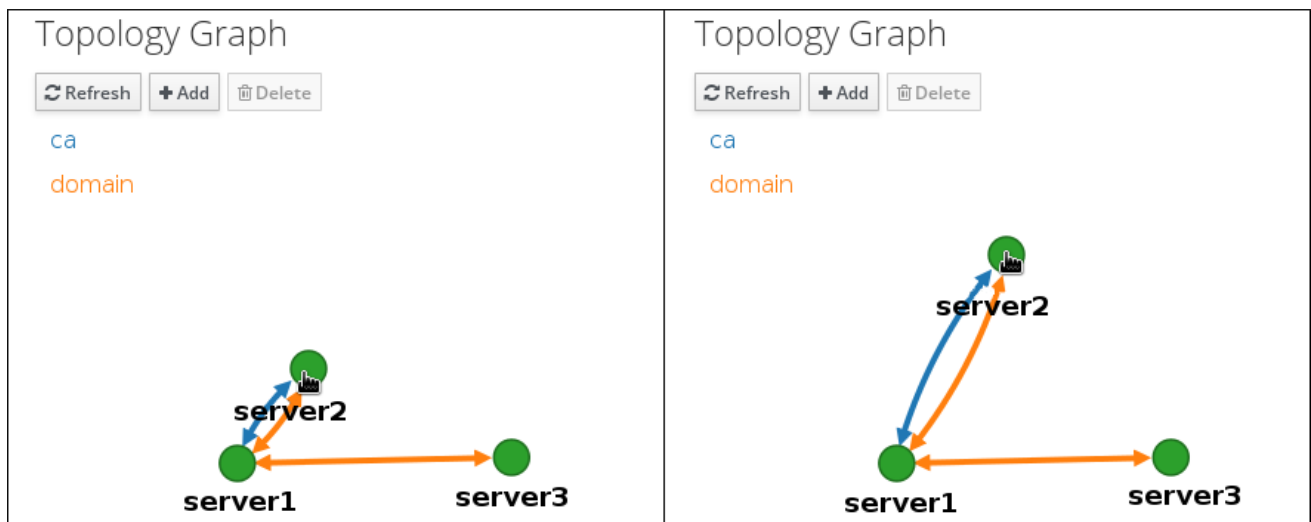 Topology Graph
Refresh Add Delete
ca
domain
server2
server1
server3
Topology Graph
Refresh Add Delete
ca
domain
server2
server1
server3